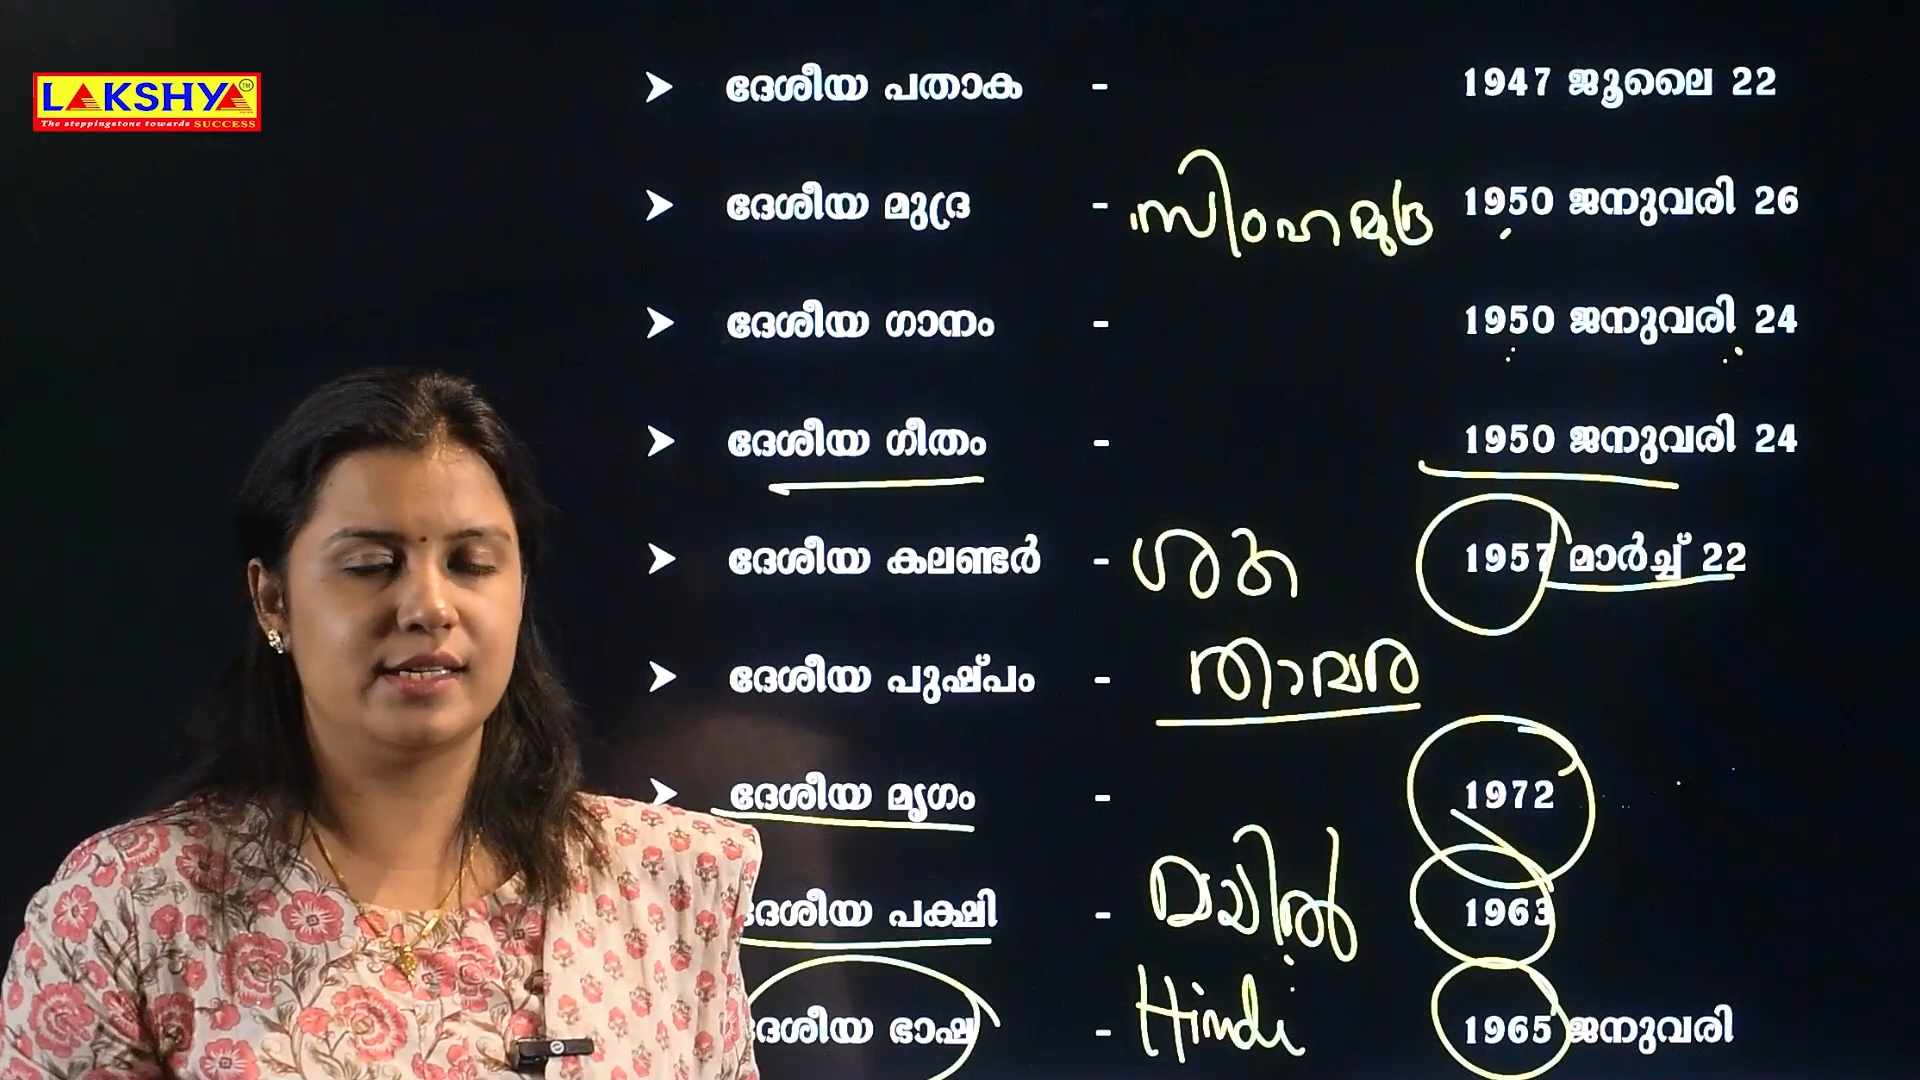 LAKSHYA TM
The steppingstone towards SUCCESS
➤ ദേശീയ പതാക - 1947 ജൂലൈ 22
➤ ദേശീയ മുദ്ര - സിംഹമുദ്ര 1950 ജനുവരി 26
➤ ദേശീയ ഗാനം - 1950 ജനുവരി 24
➤ ദേശീയ ഗീതം - 1950 ജനുവരി 24
➤ ദേശീയ കലണ്ടർ - ശക 1957 മാർച്ച് 22
➤ ദേശീയ പുഷ്പം - താമര
➤ ദേശീയ മൃഗം - 1972
ദേശീയ പക്ഷി - മയിൽ 1963
ദേശീയ ഭാഷ - Hindi 1965 ജനുവരി